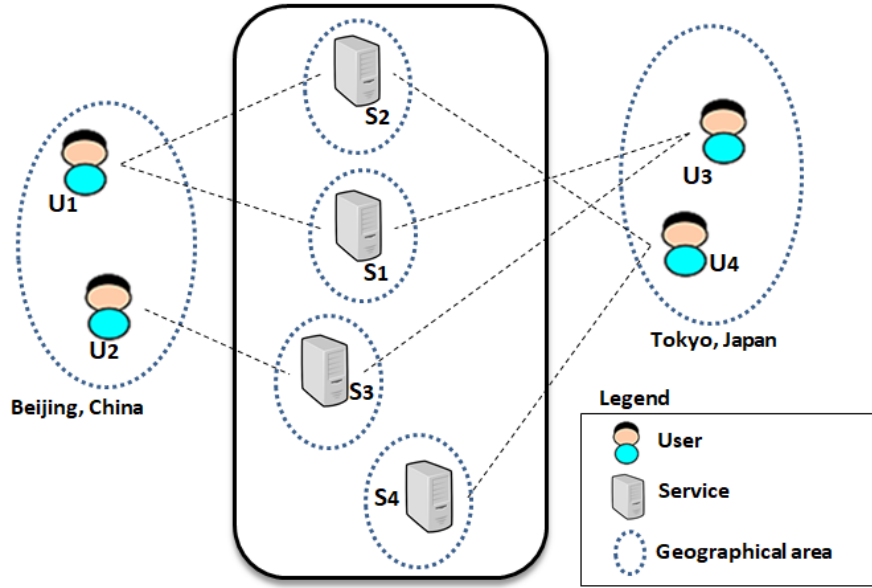 S2
U1
U3
S1
U4
U2
Tokyo, Japan
S3
Beijing, China
Legend
User
S4
Service
Geographical area